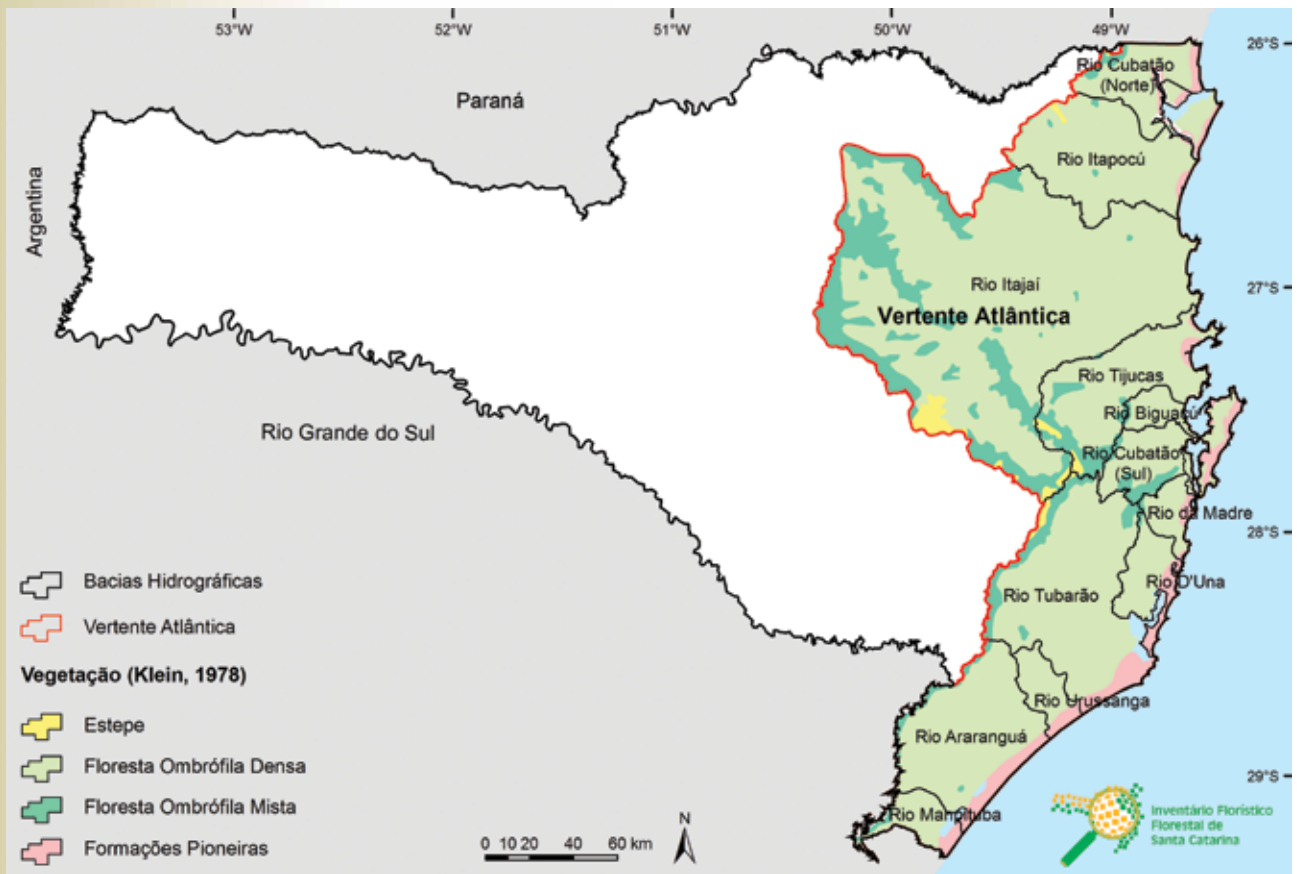 53°W
52°W
51°W
50°W
49°W
26°S
Rio Cubatão
(Norte)
Paraná
Rio Itapocú
Argentina
Rio Itajaí
27°S
Vertente Atlântica
Rio Tijucas
Rio Biguaçú
Rio Grande do Sul
Rio Cubatão
(Sul)
Rio da Madre
28°S
Rio D'Una
Rio Tubarão
Rio Urussanga
Rio Araranguá
29°S
Rio Mampituba
Bacias Hidrográficas
Vertente Atlântica
Vegetação (Klein, 1978)
Estepe
Floresta Ombrófila Densa
Floresta Ombrófila Mista
Formações Pioneiras
N
0 10 20 40 60 km
Inventário Florístico
Florestal de
Santa Catarina